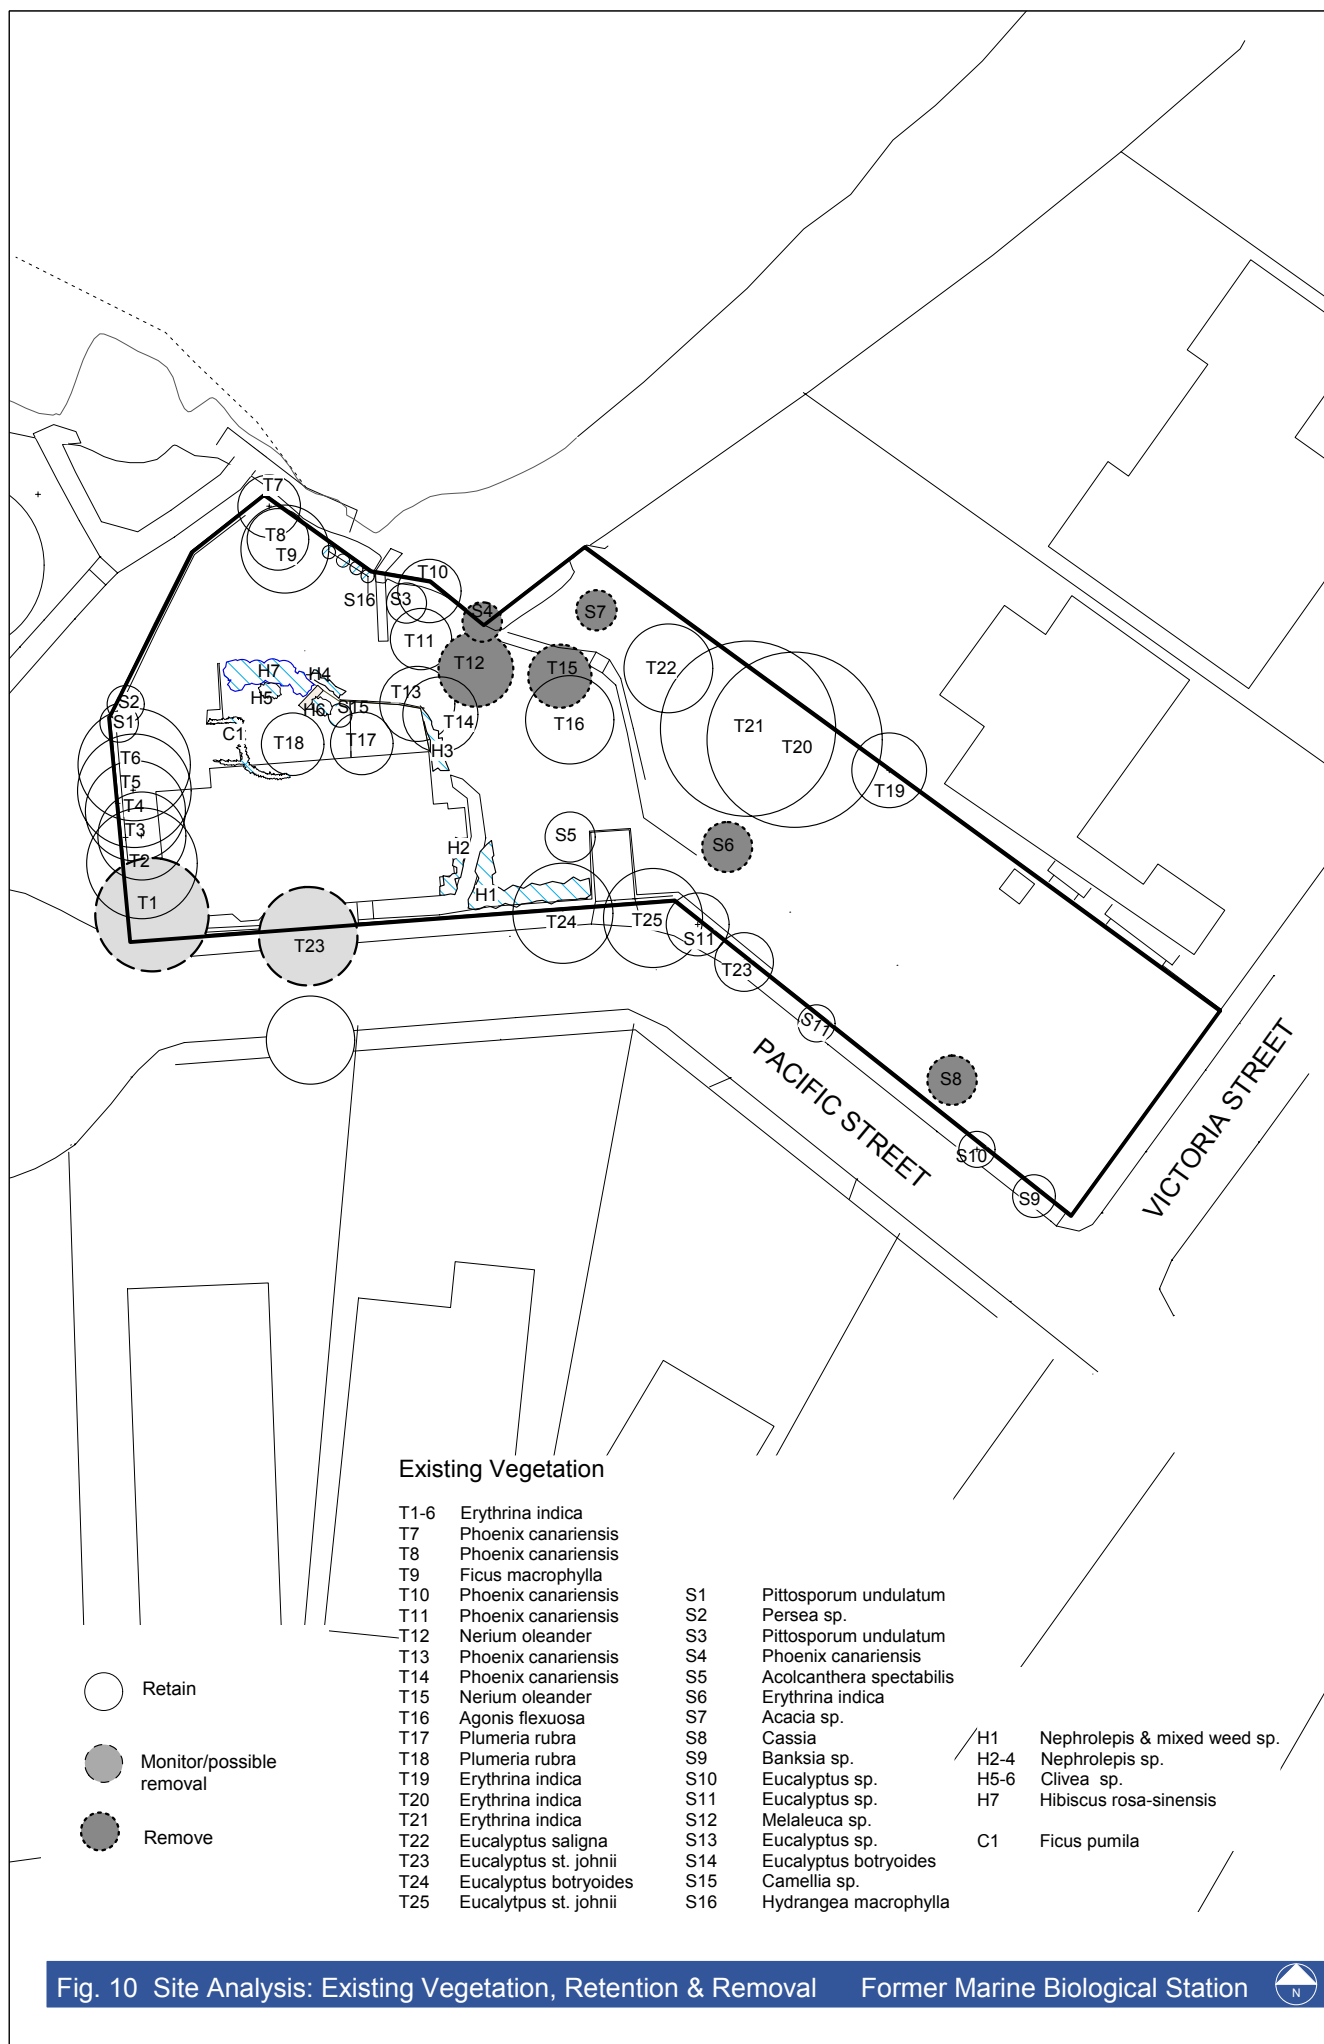 T7
T8
T9
T10
S16
S3
S4
S7
T11
T12
T15
T22
H7
H4
H5
H6
S15
T13
T14
T16
S2
S1
C1
T18
T17
H3
T21
T20
T19
T6
T5
T4
T3
T2
T1
S5
S6
H2
H1
T23
T24
T25
S11
T23
S11
S8
S10
S9
PACIFIC STREET
VICTORIA STREET
Existing Vegetation
T1-6 Erythrina indica
T7 Phoenix canariensis
T8 Phoenix canariensis
T9 Ficus macrophylla
T10 Phoenix canariensis
T11 Phoenix canariensis
T12 Nerium oleander
T13 Phoenix canariensis
T14 Phoenix canariensis
T15 Nerium oleander
T16 Agonis flexuosa
T17 Plumeria rubra
T18 Plumeria rubra
T19 Erythrina indica
T20 Erythrina indica
T21 Erythrina indica
T22 Eucalyptus saligna
T23 Eucalyptus st. johnii
T24 Eucalyptus botryoides
T25 Eucalytpus st. johnii
S1 Pittosporum undulatum
S2 Persea sp.
S3 Pittosporum undulatum
S4 Phoenix canariensis
S5 Acolcanthera spectabilis
S6 Erythrina indica
S7 Acacia sp.
S8 Cassia
S9 Banksia sp.
S10 Eucalyptus sp.
S11 Eucalyptus sp.
S12 Melaleuca sp.
S13 Eucalyptus sp.
S14 Eucalyptus botryoides
S15 Camellia sp.
S16 Hydrangea macrophylla
H1 Nephrolepis & mixed weed sp.
H2-4 Nephrolepis sp.
H5-6 Clivea sp.
H7 Hibiscus rosa-sinensis
C1 Ficus pumila
Retain
Monitor/possible
removal
Remove
Fig. 10 Site Analysis: Existing Vegetation, Retention & Removal Former Marine Biological Station
N